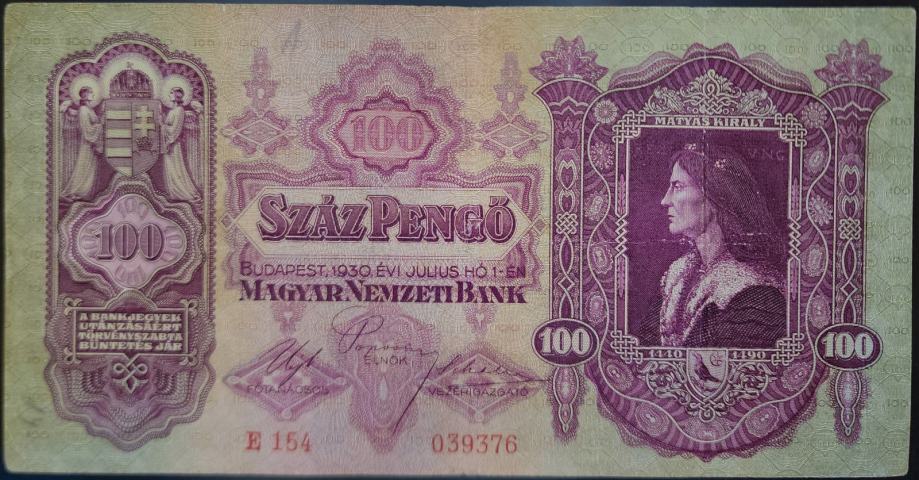 100
A BANKJEGYEK
UTÁNZÁSÁÉRT
TÖRVÉNYSZABTA
BÜNTETÉS JÁR
100
SZÁZ PENGŐ
BUDAPEST, 1930. ÉVI JULIUS HÓ 1-ÉN
MAGYAR NEMZETI BANK
ELNÖK
FŐTANÁCSOS
VEZÉRIGAZGATÓ
E 154
039376
MÁTYÁS KIRÁLY
100
1440
1490
100